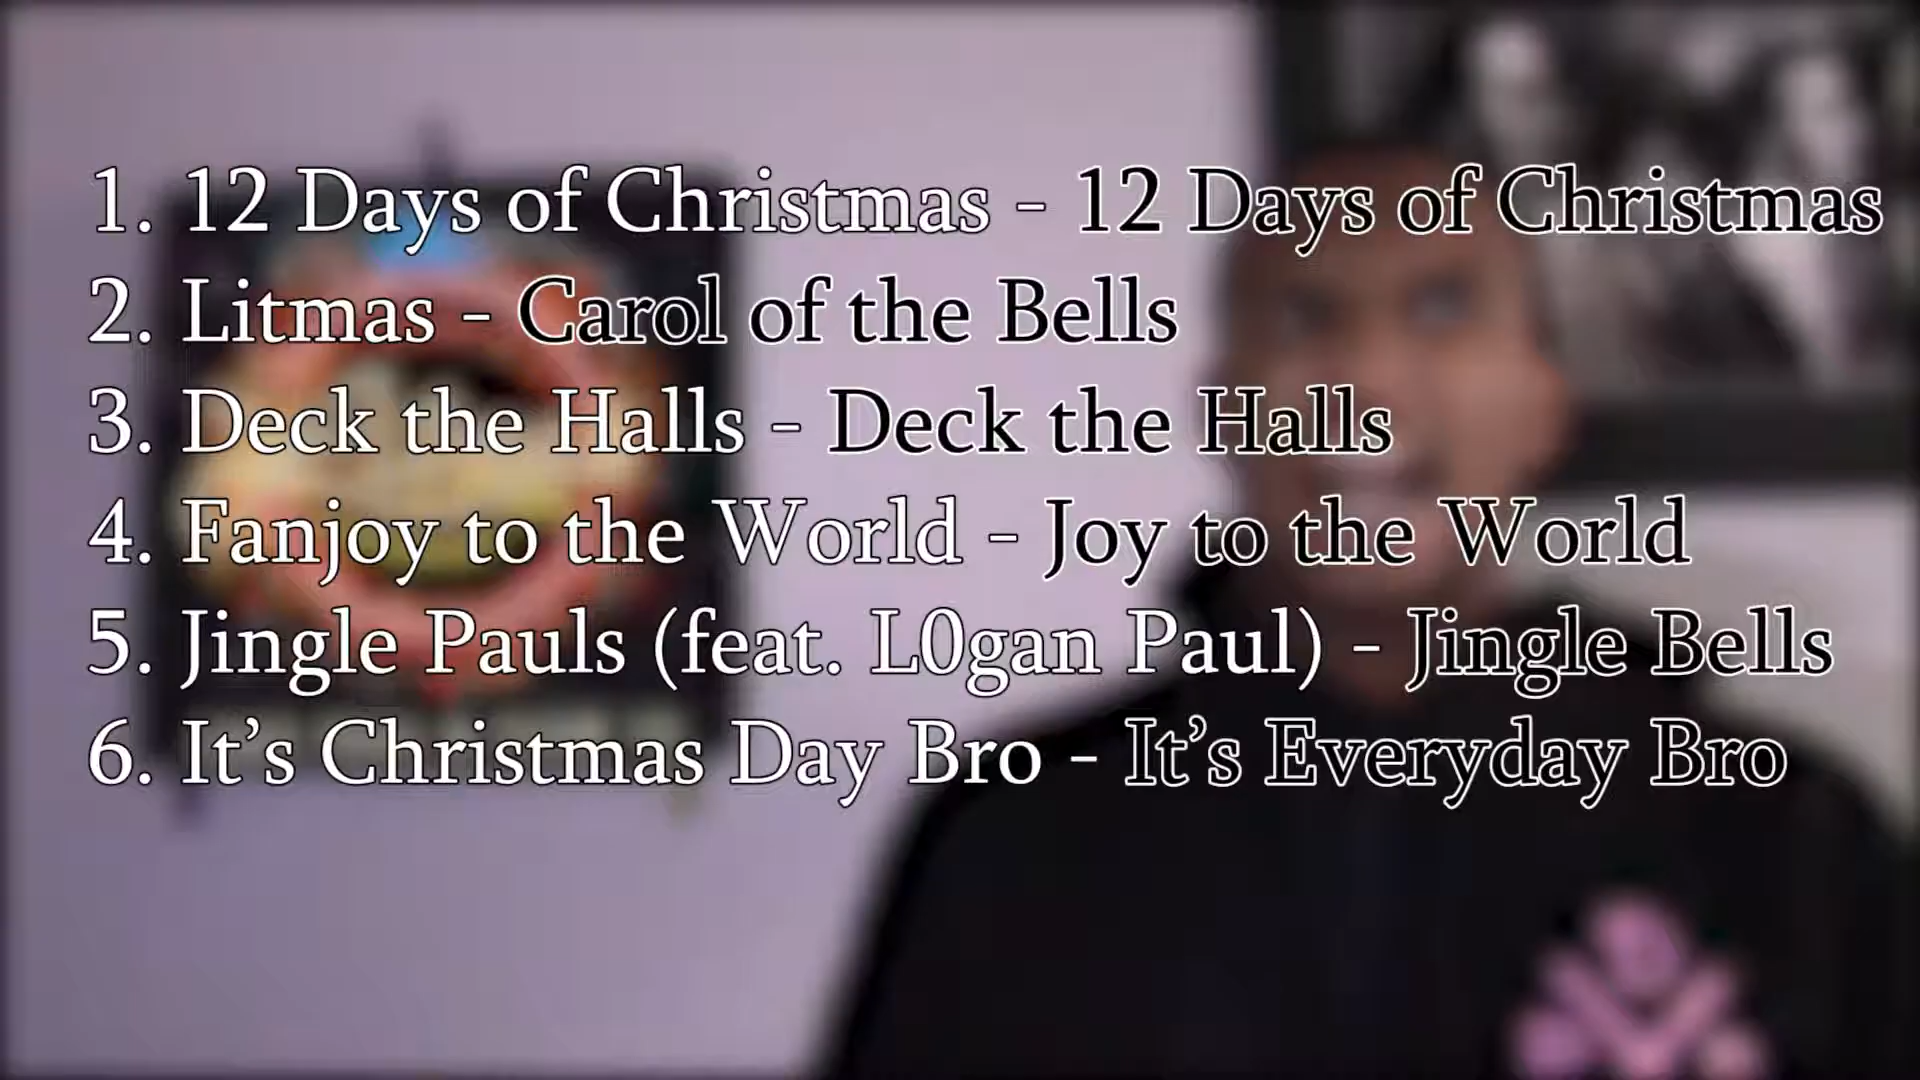 1. 12 Days of Christmas - 12 Days of Christmas
2. Litmas - Carol of the Bells
3. Deck the Halls - Deck the Halls
4. Fanjoy to the World - Joy to the World
5. Jingle Pauls (feat. L0gan Paul) - Jingle Bells
6. It’s Christmas Day Bro - It’s Everyday Bro